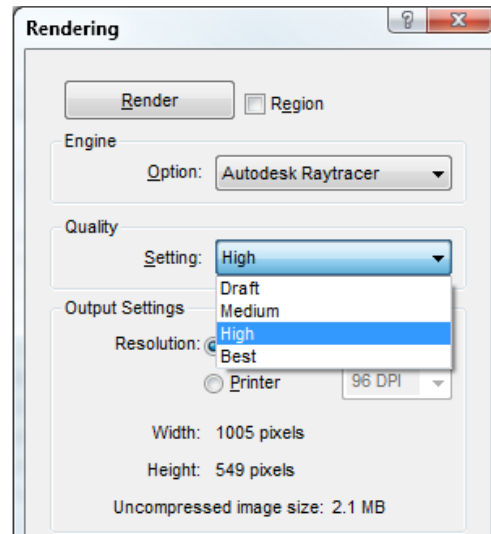 Rendering
Render
Region
Engine
Option: Autodesk Raytracer
Quality
Setting: High
Draft
Medium
High
Best
Output Settings
Resolution:
Printer 96 DPI
Width: 1005 pixels
Height: 549 pixels
Uncompressed image size: 2.1 MB